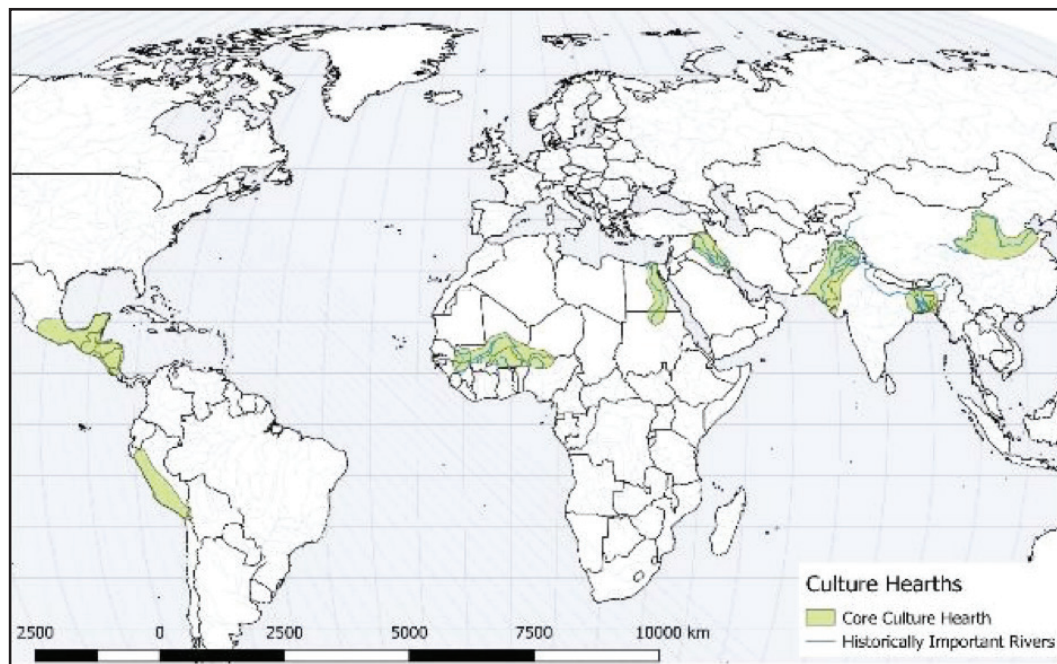 Culture Hearths
Core Culture Hearth
Historically Important Rivers
2500 0 2500 5000 7500 10000 km